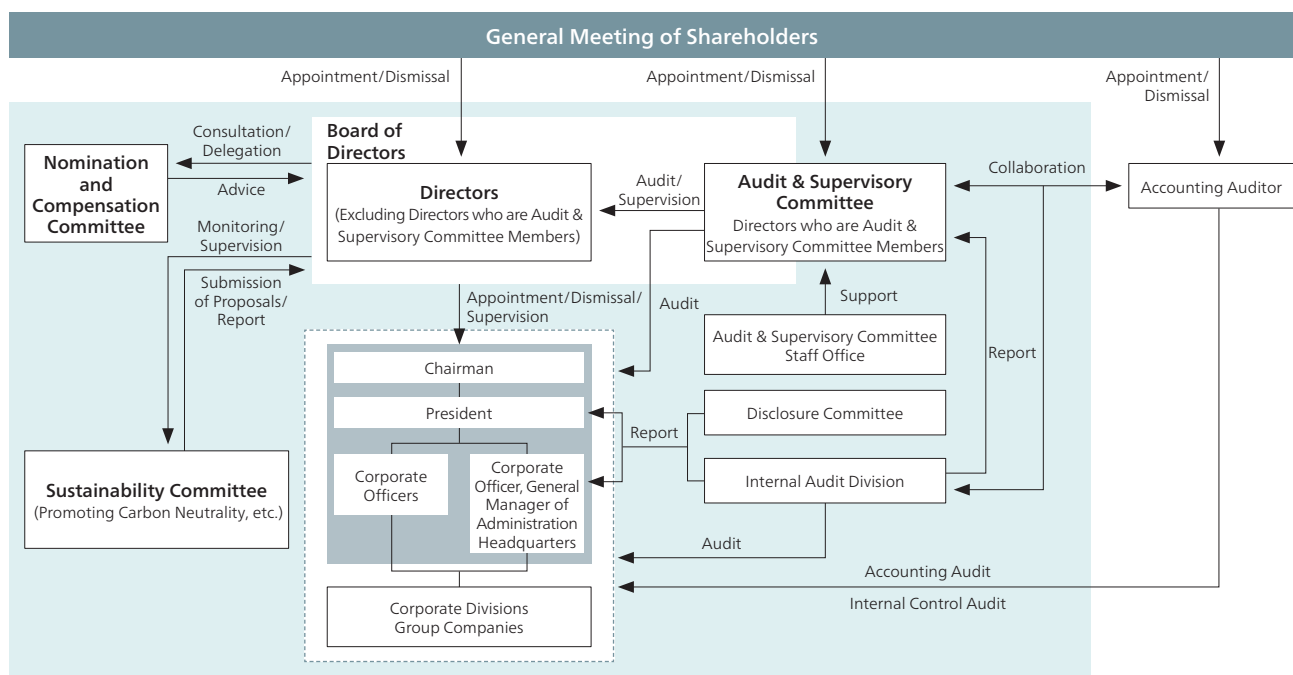 General Meeting of Shareholders
Appointment/Dismissal
Appointment/Dismissal
Appointment/
Dismissal
Consultation/
Delegation
Board of
Directors
Nomination
and
Compensation
Committee
Advice
Directors
(Excluding Directors who are Audit &
Supervisory Committee Members)
Audit/
Supervision
Audit & Supervisory
Committee
Directors who are Audit &
Supervisory Committee Members
Collaboration
Accounting Auditor
Monitoring/
Supervision
Submission
of Proposals/
Report
Appointment/Dismissal/
Supervision
Audit
Support
Audit & Supervisory Committee
Staff Office
Report
Chairman
President
Report
Disclosure Committee
Corporate
Officers
Corporate
Officer, General
Manager of
Administration
Headquarters
Internal Audit Division
Sustainability Committee
(Promoting Carbon Neutrality, etc.)
Audit
Accounting Audit
Internal Control Audit
Corporate Divisions
Group Companies